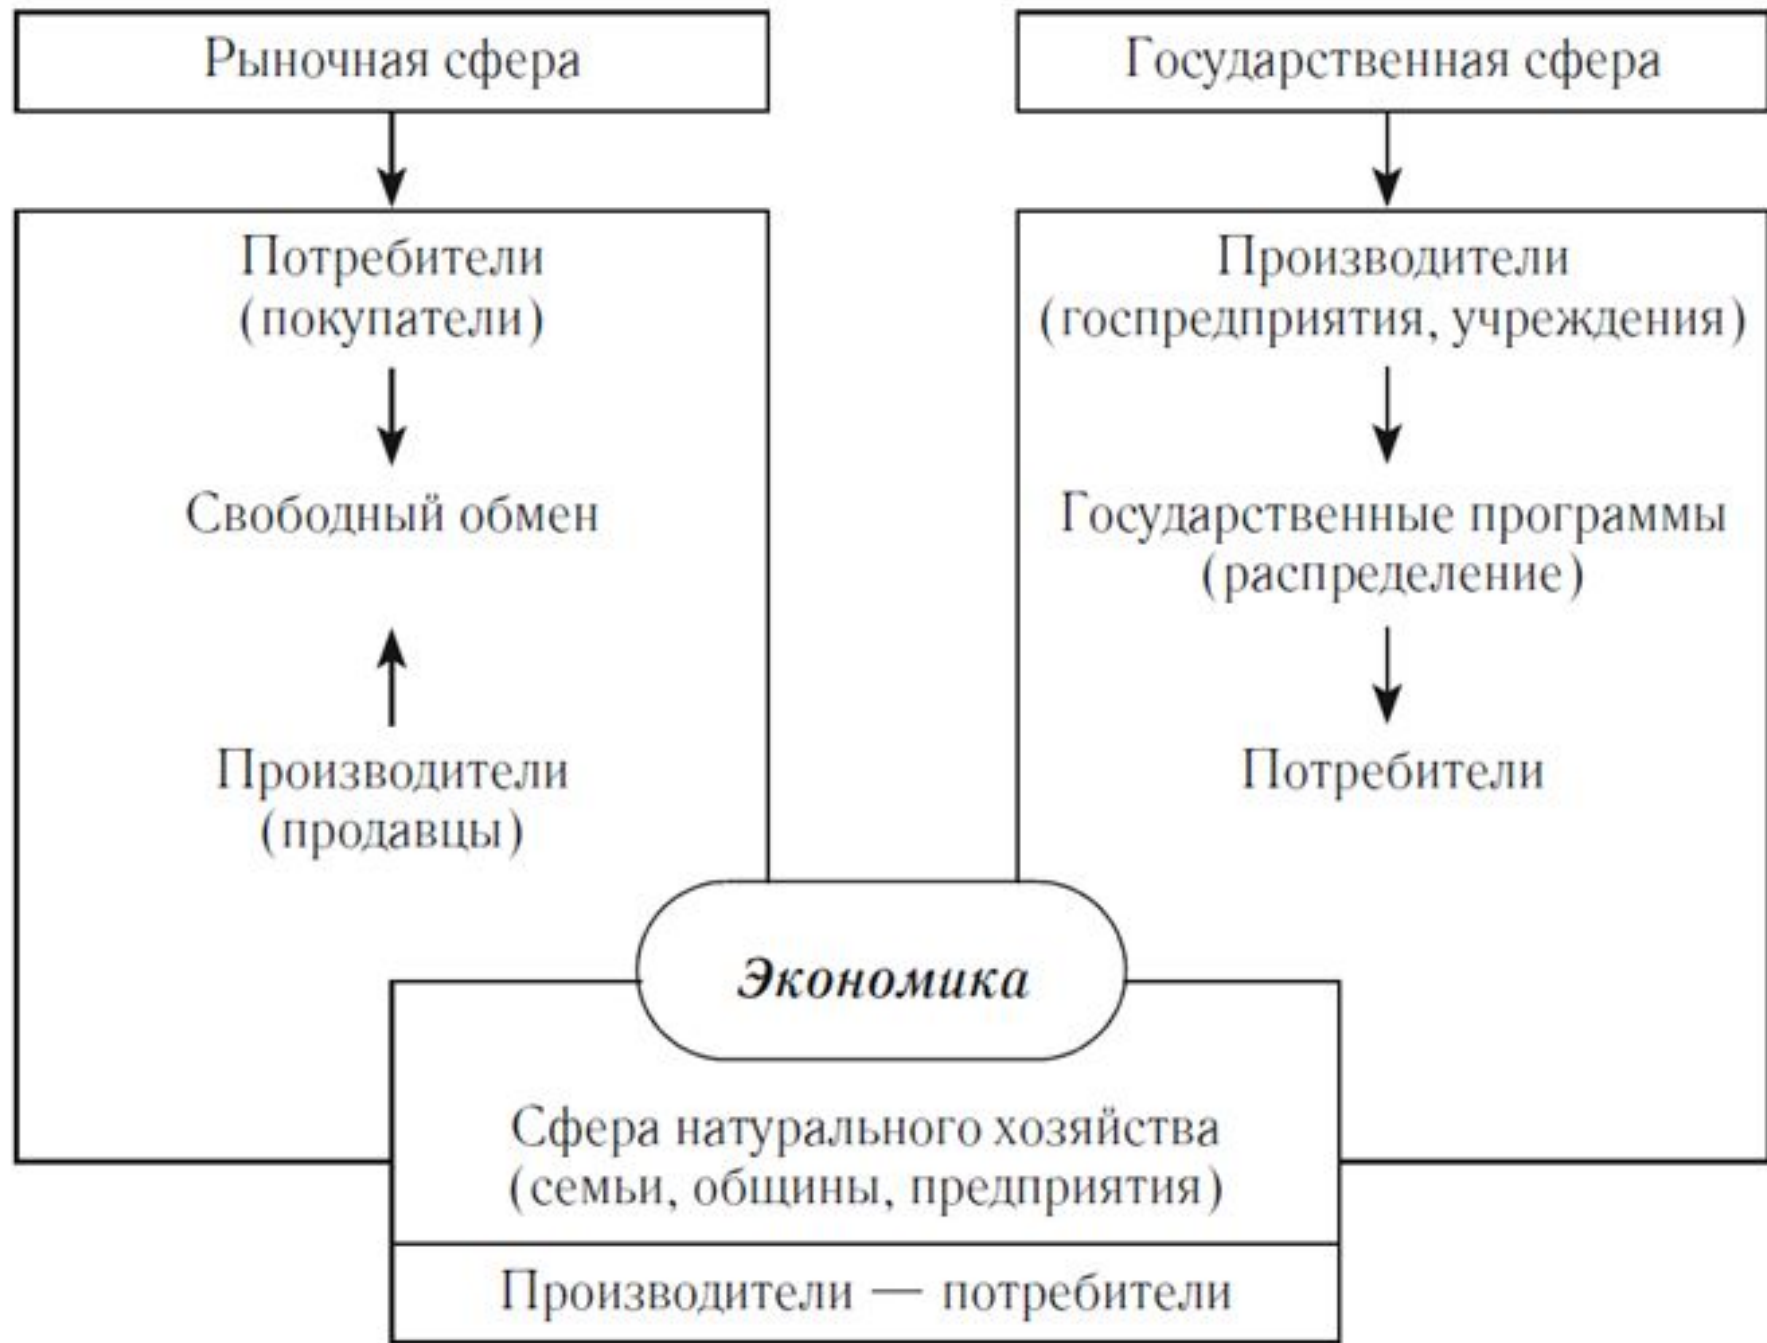 Рыночная сфера
Потребители
(покупатели)
Свободный обмен
Производители
(продавцы)
Государственная сфера
Производители
(госпредприятия, учреждения)
Государственные программы
(распределение)
Потребители
Экономика
Сфера натурального хозяйства
(семьи, общины, предприятия)
Производители — потребители